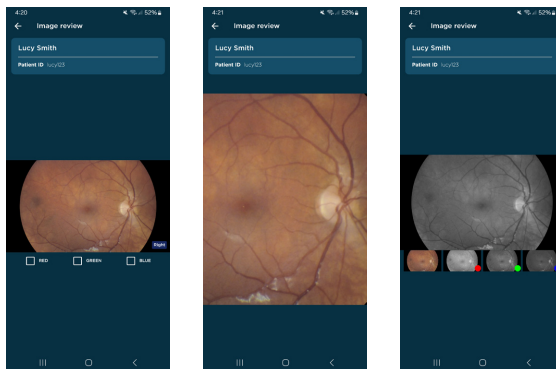 4:20 52%
Image review
Lucy Smith
Patient ID lucy123
Right
RED GREEN BLUE
4:21 52%
Image review
Lucy Smith
Patient ID lucy123
4:21 52%
Image review
Lucy Smith
Patient ID lucy123